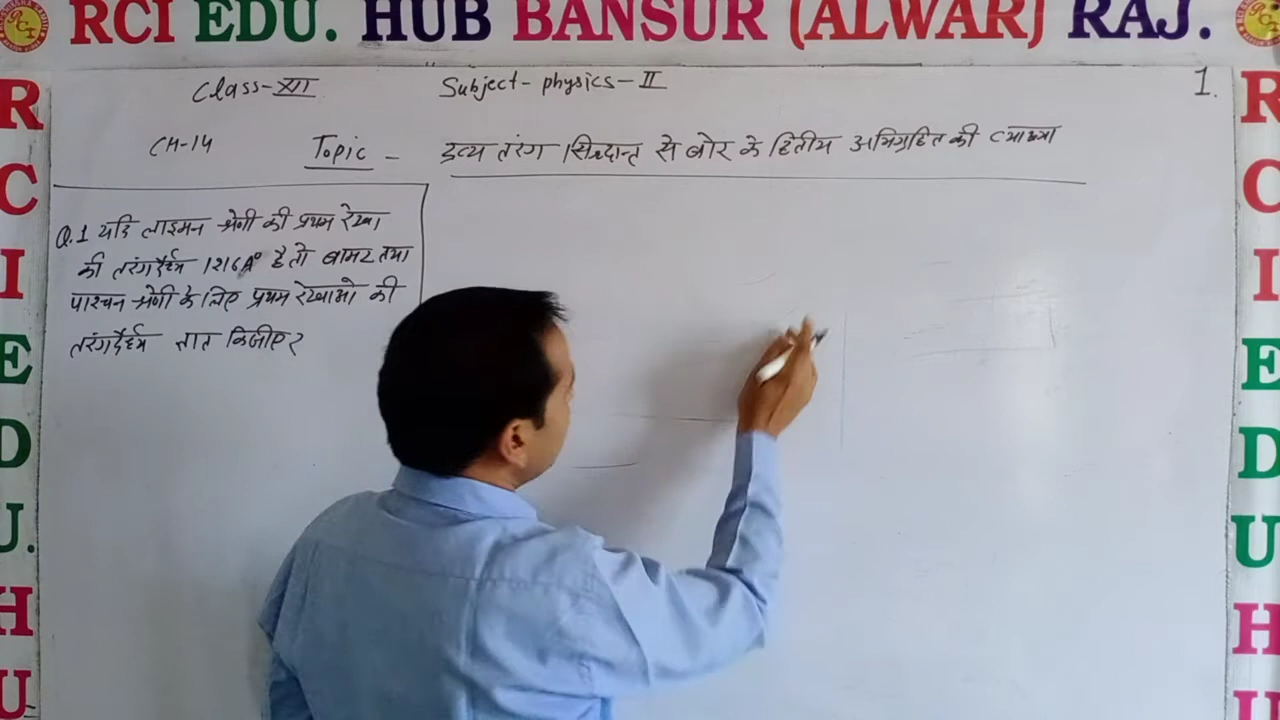 RCI EDU. HUB BANSUR (ALWAR) RAJ.
Class-XII Subject- physics-II 1.
CH-14 Topic - द्रव्य तरंग सिद्धान्त से बोर के द्वितीय अभिग्रहित की व्याख्या
Q.1 यदि लाइमन श्रेणी की प्रथम रेखा
की तरंगदैर्ध्य 1216A° है तो बामर तथा
पाश्चन श्रेणी के लिए प्रथम रेखाओ की
तरंगदैर्ध्य ज्ञात किजीए ?
R
C
I
E
D
U.
H
U
R
C
I
E
D
U
H
U